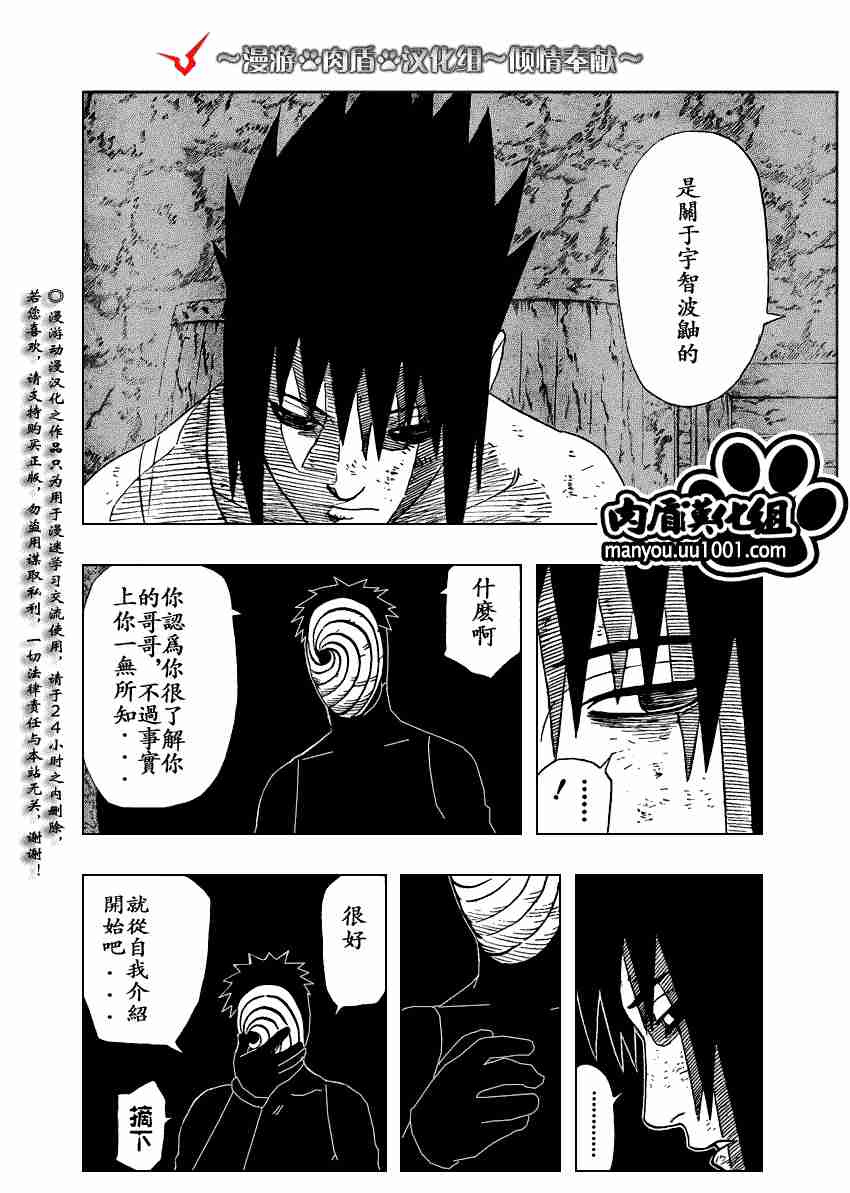 ～漫游 肉盾 汉化组～倾情奉献～
是關于宇智波鼬的
肉盾漢化组
manyou.uu1001.com
......!
什麼啊
你認爲你很了解你
的哥哥，不過事實
上你一無所知...
.......
很好
就從自我介紹
開始吧....
摘下
◎漫游动漫汉化之作品只为用于漫迷学习交流使用，请于24小时之内删除，
若您喜欢，请支持购买正版，勿盗用谋取私利，一切法律责任与本站无关，谢谢！